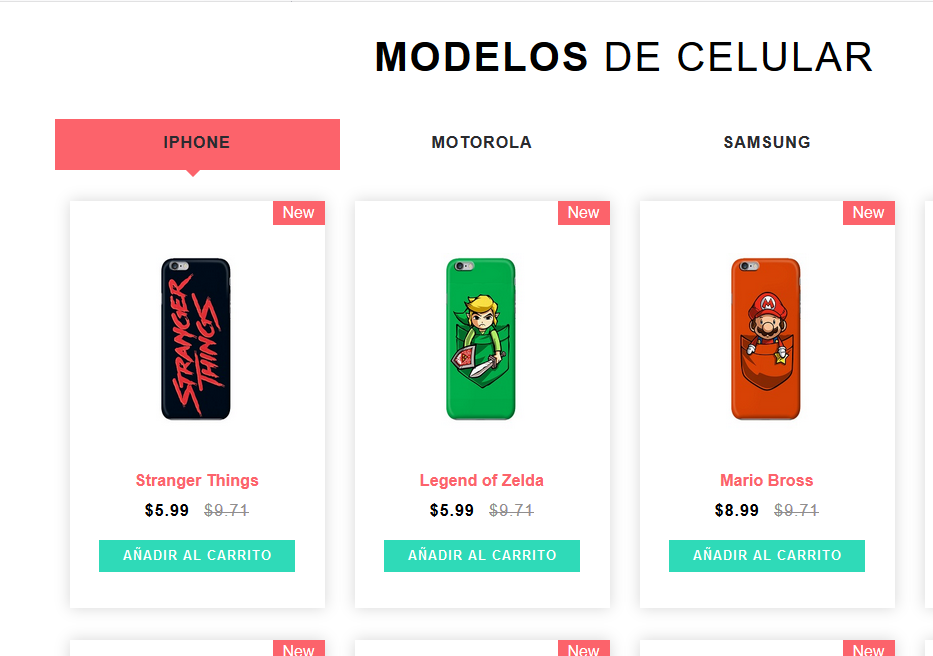 MODELOS DE CELULAR
IPHONE
MOTOROLA
SAMSUNG
New
New
New
STRANGER
THINGS
M
Stranger Things
Legend of Zelda
Mario Bross
$5.99 $9.71
$5.99 $9.71
$8.99 $9.71
AÑADIR AL CARRITO
AÑADIR AL CARRITO
AÑADIR AL CARRITO
New
New
New